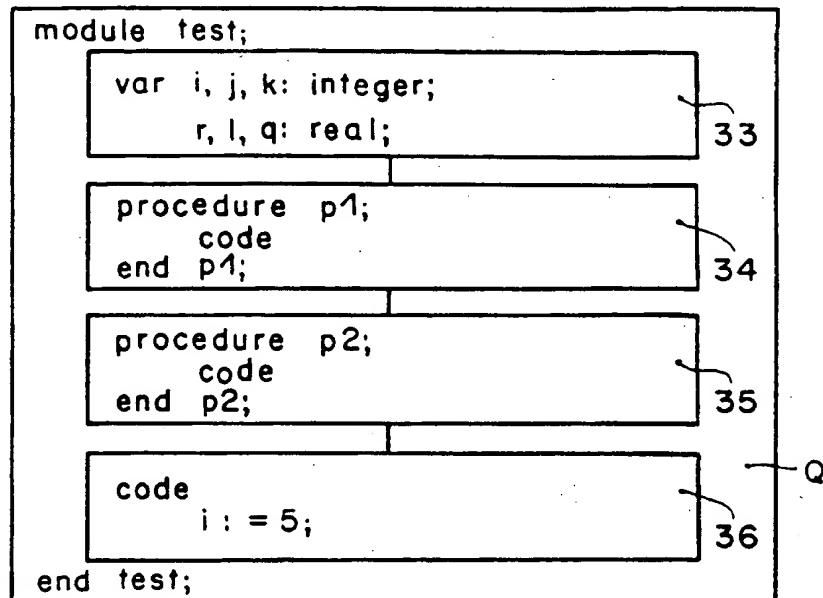 module test;
var i, j, k: integer;
r, l, q: real;
33
procedure p1;
code
end p1;
34
procedure p2;
code
end p2;
35
Q
code
i := 5;
36
end test;